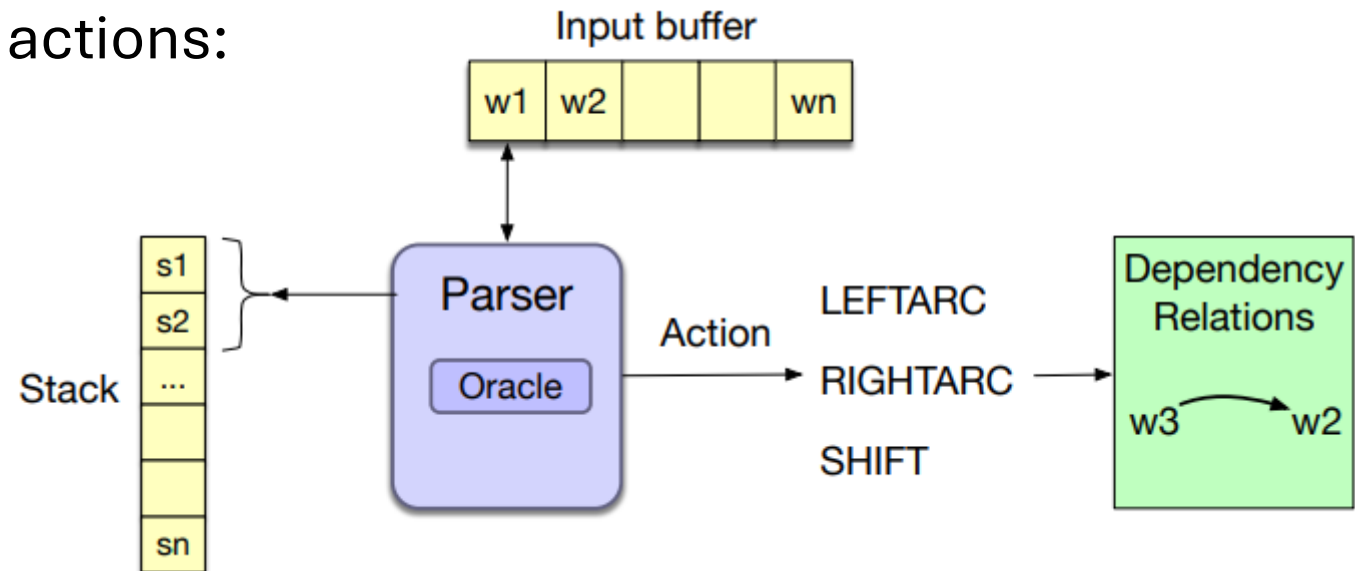 actions:
Input buffer
w1 w2 wn
s1
s2
...
sn
Stack
Parser
Oracle
Action
LEFTARC
RIGHTARC
SHIFT
Dependency
Relations
w3 w2